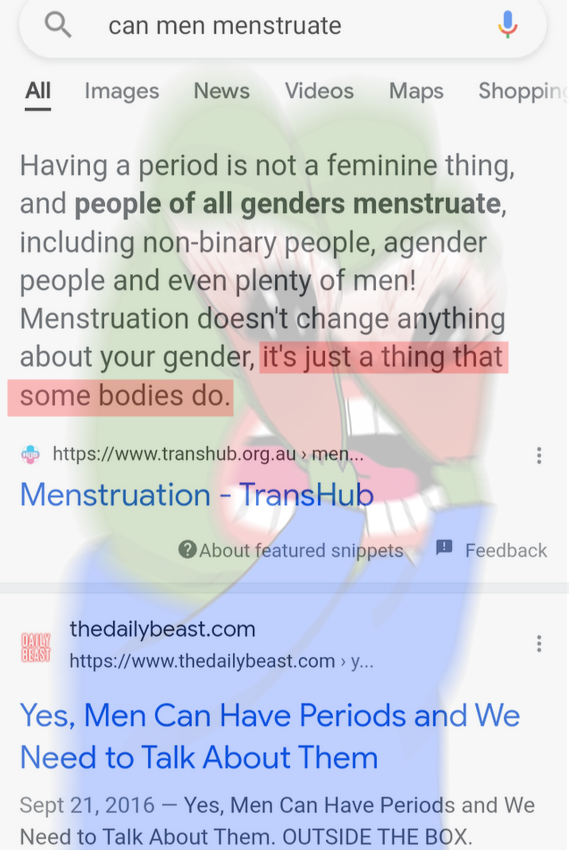 can men menstruate
All Images News Videos Maps Shopping
Having a period is not a feminine thing,
and people of all genders menstruate,
including non-binary people, agender
people and even plenty of men!
Menstruation doesn't change anything
about your gender, it's just a thing that
some bodies do.
https://www.transhub.org.au › men...
Menstruation - TransHub
About featured snippets Feedback
DAILY
BEAST
thedailybeast.com
https://www.thedailybeast.com › y...
Yes, Men Can Have Periods and We
Need to Talk About Them
Sept 21, 2016 — Yes, Men Can Have Periods and We
Need to Talk About Them. OUTSIDE THE BOX.